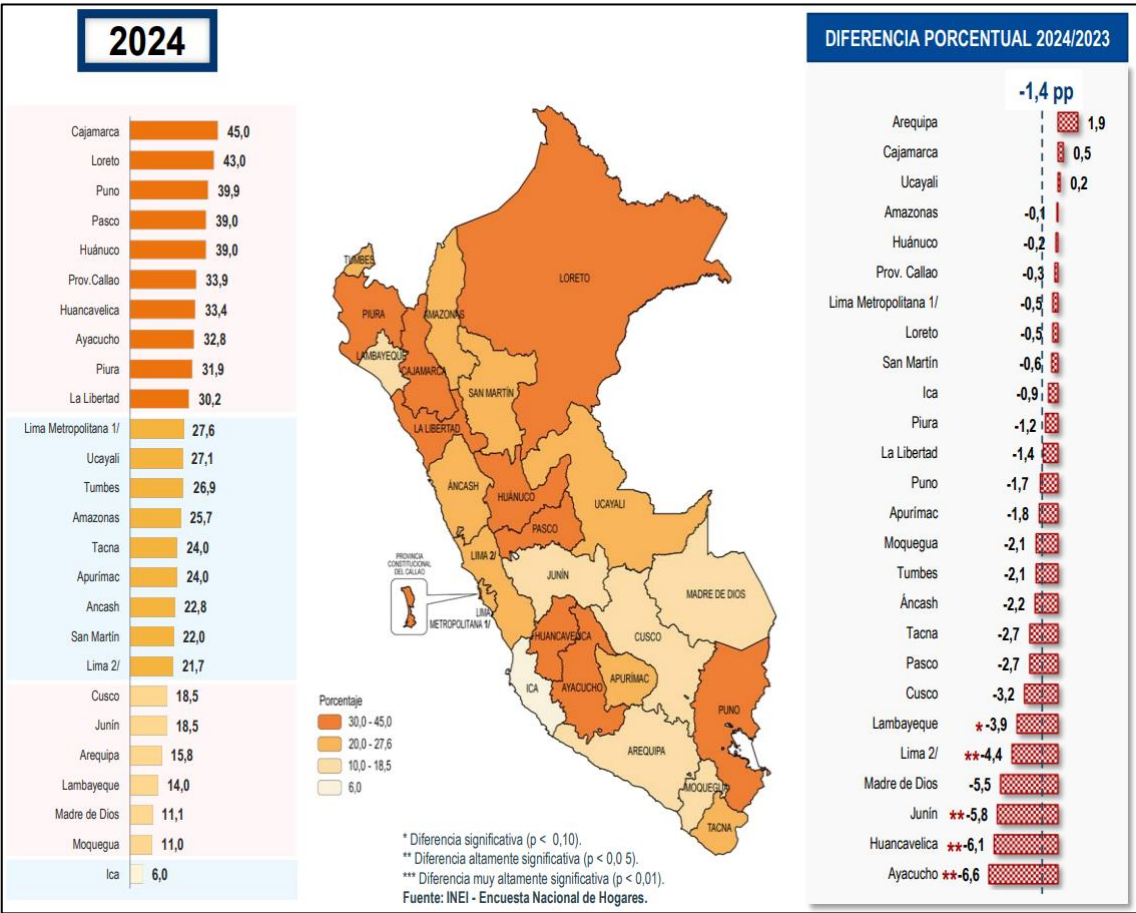 2024
Cajamarca 45,0
Loreto 43,0
Puno 39,9
Pasco 39,0
Huánuco 39,0
Prov.Callao 33,9
Huancavelica 33,4
Ayacucho 32,8
Piura 31,9
La Libertad 30,2
Lima Metropolitana 1/ 27,6
Ucayali 27,1
Tumbes 26,9
Amazonas 25,7
Tacna 24,0
Apurímac 24,0
Áncash 22,8
San Martín 22,0
Lima 2/ 21,7
Cusco 18,5
Junín 18,5
Arequipa 15,8
Lambayeque 14,0
Madre de Dios 11,1
Moquegua 11,0
Ica 6,0
TUMBES
LORETO
PIURA
AMAZONAS
LAMBAYEQUE
CAJAMARCA
SAN MARTÍN
LA LIBERTAD
ÁNCASH
HUÁNUCO
UCAYALI
PASCO
LIMA 2/
PROVINCIA
CONSTITUCIONAL
DEL CALLAO
JUNÍN
MADRE DE DIOS
LIMA
METROPOLITANA 1/
HUANCAVELICA
CUSCO
ICA
AYACUCHO
APURÍMAC
PUNO
AREQUIPA
MOQUEGUA
TACNA
Porcentaje
30,0 - 45,0
20,0 - 27,6
10,0 - 18,5
6,0
* Diferencia significativa (p < 0,10).
** Diferencia altamente significativa (p < 0,0 5).
*** Diferencia muy altamente significativa (p < 0,01).
Fuente: INEI - Encuesta Nacional de Hogares.
DIFERENCIA PORCENTUAL 2024/2023
-1,4 pp
Arequipa 1,9
Cajamarca 0,5
Ucayali 0,2
Amazonas -0,1
Huánuco -0,2
Prov. Callao -0,3
Lima Metropolitana 1/ -0,5
Loreto -0,5
San Martín -0,6
Ica -0,9
Piura -1,2
La Libertad -1,4
Puno -1,7
Apurímac -1,8
Moquegua -2,1
Tumbes -2,1
Áncash -2,2
Tacna -2,7
Pasco -2,7
Cusco -3,2
Lambayeque * -3,9
Lima 2/ **-4,4
Madre de Dios -5,5
Junín **-5,8
Huancavelica **-6,1
Ayacucho **-6,6